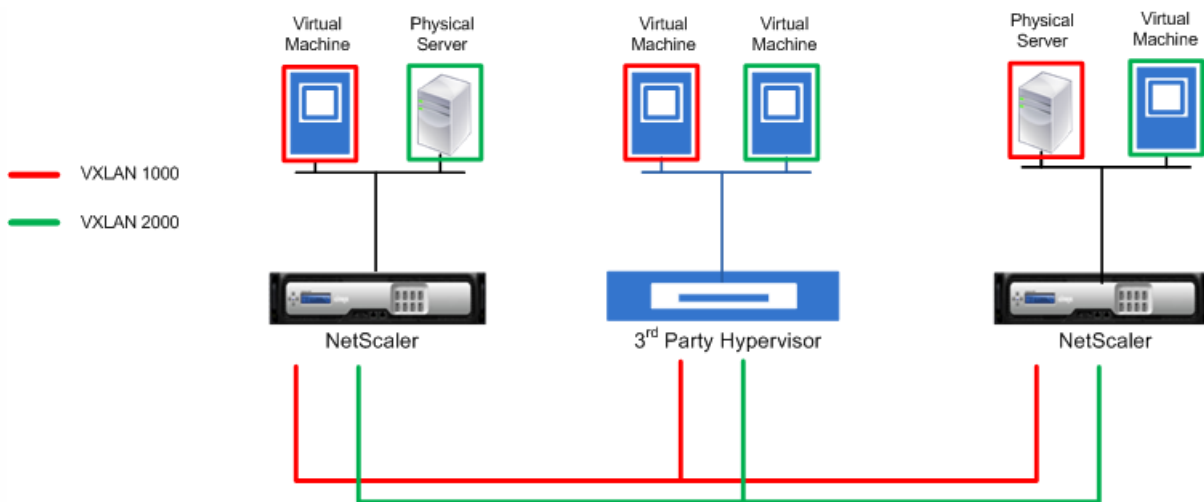 Virtual
Machine
Physical
Server
Virtual
Machine
Virtual
Machine
Physical
Server
Virtual
Machine
VXLAN 1000
VXLAN 2000
NetScaler
3rd Party Hypervisor
NetScaler